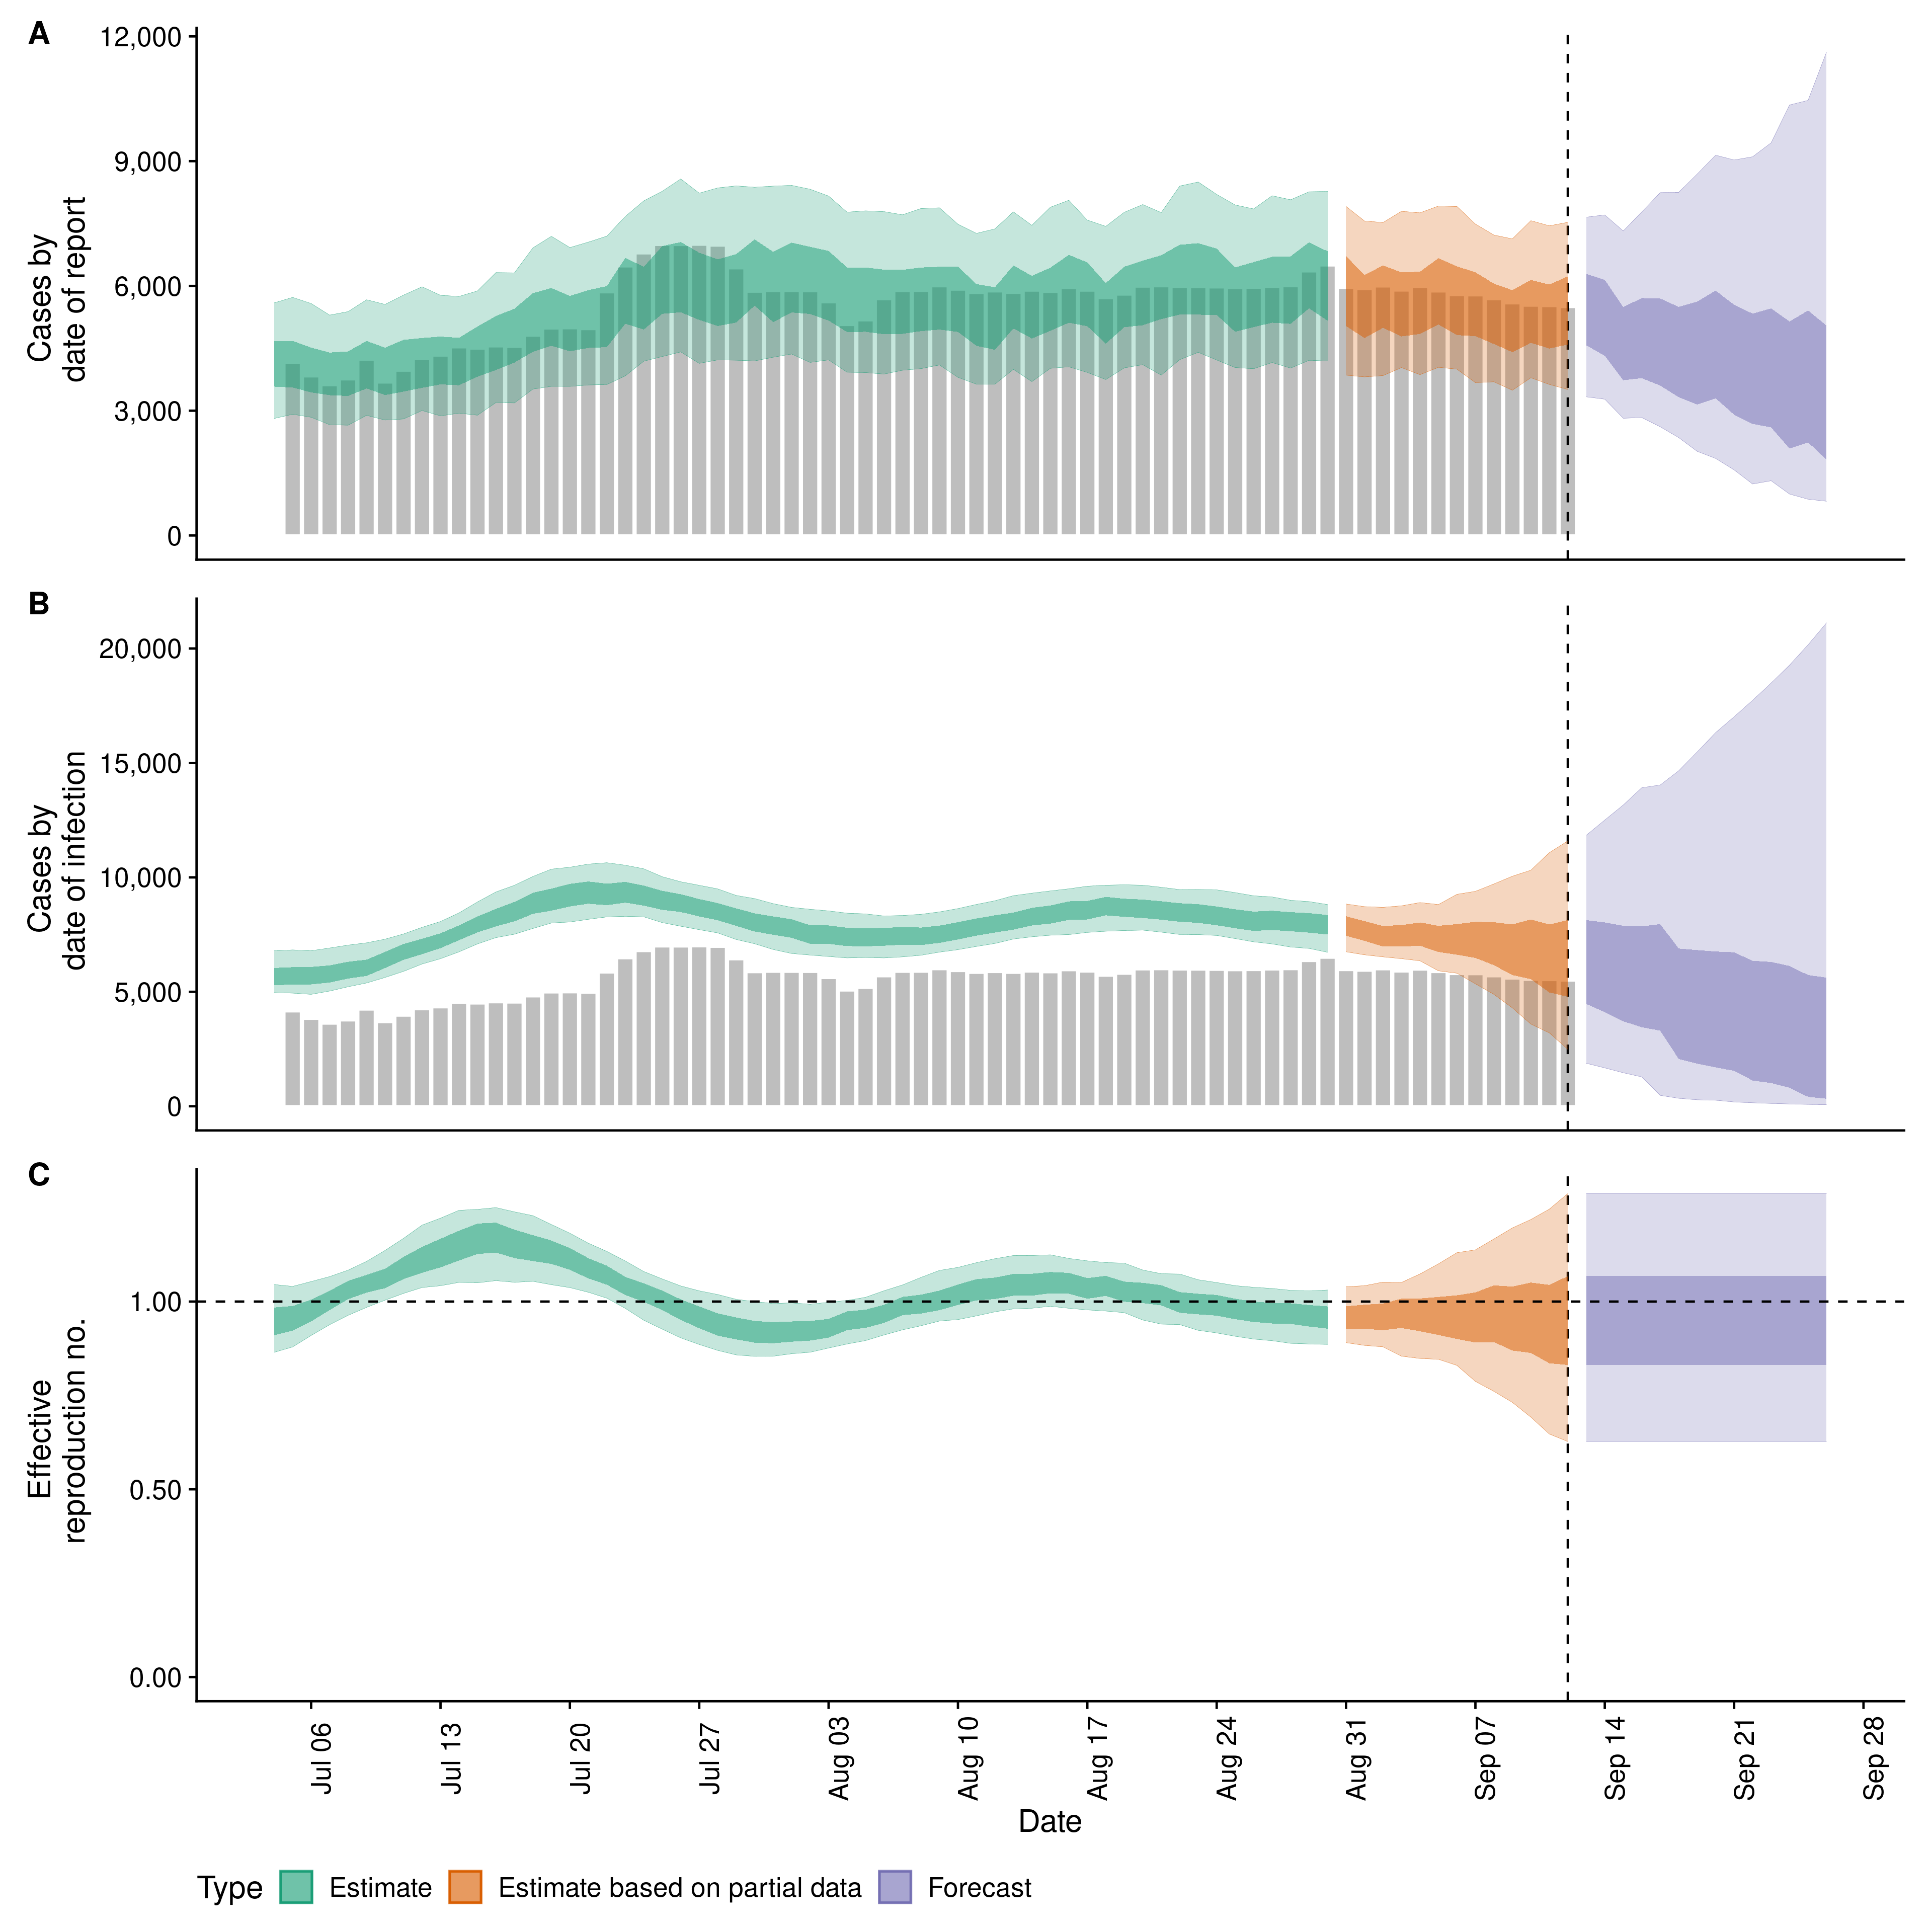 A
Cases by
date of report
12,000
9,000
6,000
3,000
0
B
Cases by
date of infection
20,000
15,000
10,000
5,000
0
C
Effective
reproduction no.
1.00
0.50
0.00
Jul 06
Jul 13
Jul 20
Jul 27
Aug 03
Aug 10
Aug 17
Aug 24
Aug 31
Sep 07
Sep 14
Sep 21
Sep 28
Date
Type Estimate Estimate based on partial data Forecast